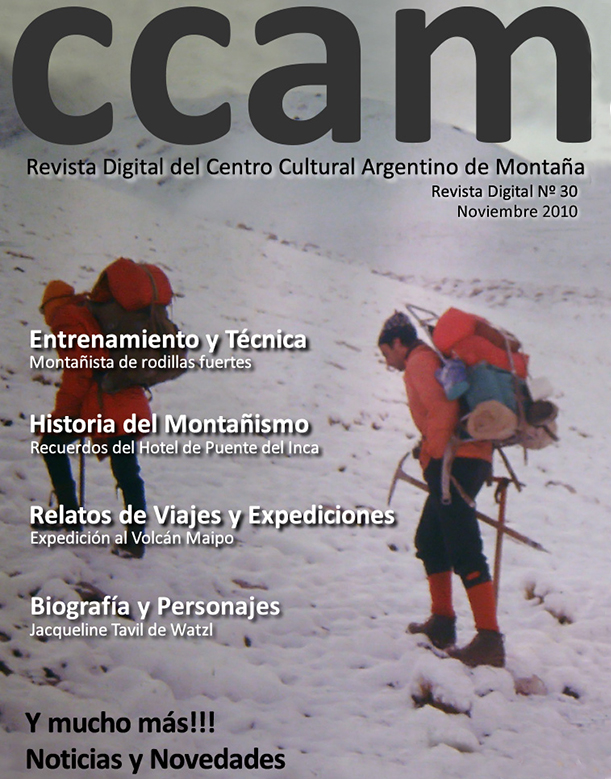 ccam
Revista Digital del Centro Cultural Argentino de Montaña
Revista Digital Nº 30
Noviembre 2010
Entrenamiento y Técnica
Montañista de rodillas fuertes
Historia del Montañismo
Recuerdos del Hotel de Puente del Inca
Relatos de Viajes y Expediciones
Expedición al Volcán Maipo
Biografía y Personajes
Jacqueline Tavil de Watzl
Y mucho más!!!
Noticias y Novedades